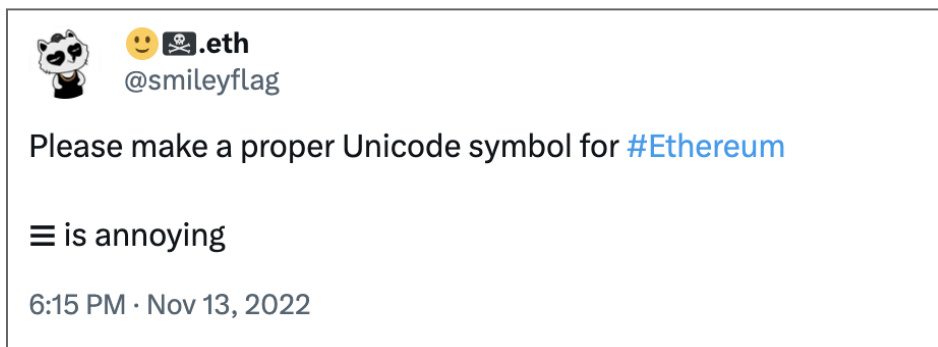 🙂🏴‍☠️.eth
@smileyflag
Please make a proper Unicode symbol for #Ethereum
☰ is annoying
6:15 PM · Nov 13, 2022